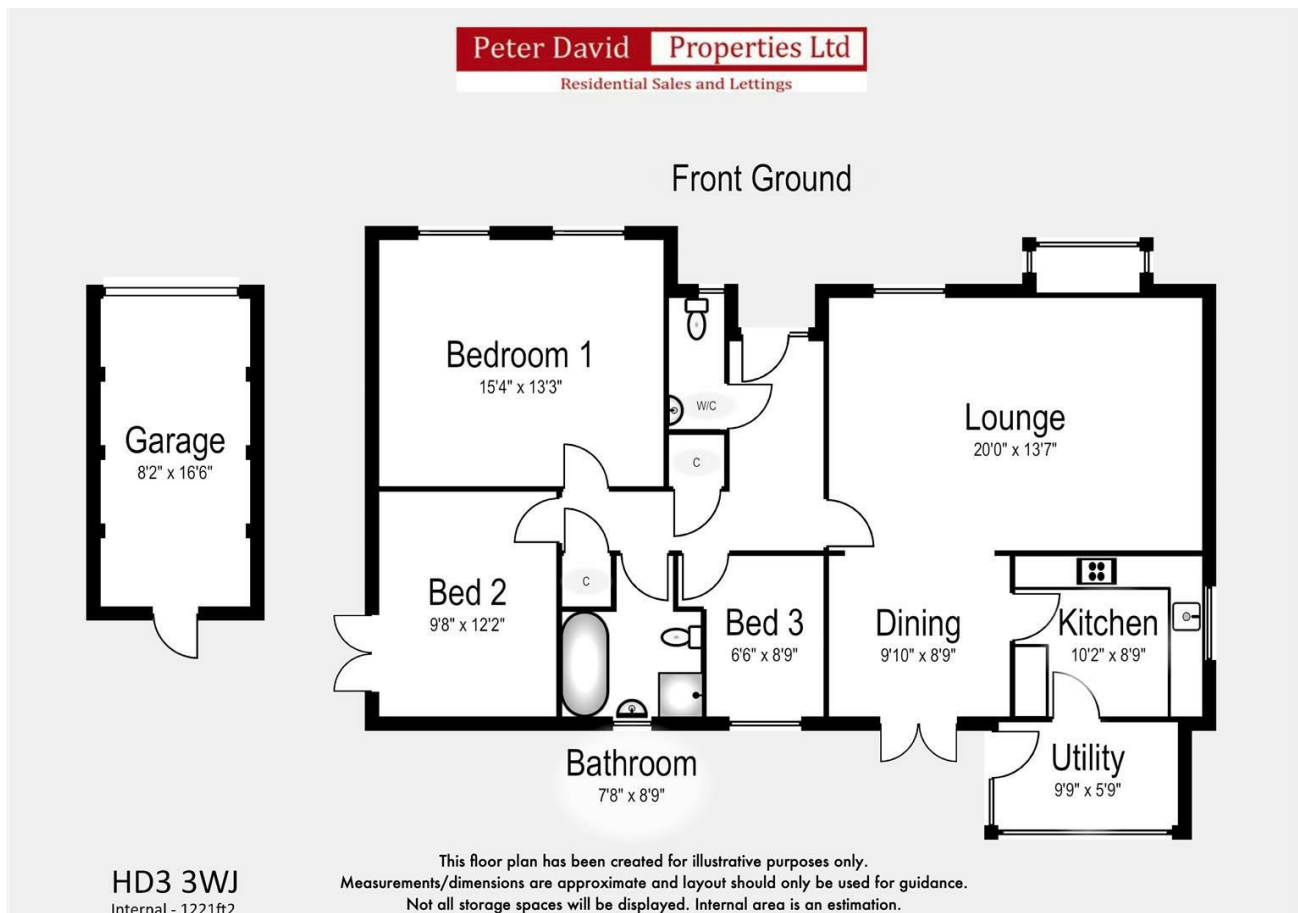 Peter David Properties Ltd
Residential Sales and Lettings
Front Ground
Bedroom 1
15'4" x 13'3"
W/C
C
Lounge
20'0" x 13'7"
Garage
8'2" x 16'6"
Bed 2
9'8" x 12'2"
C
Bed 3
6'6" x 8'9"
Dining
9'10" x 8'9"
Kitchen
10'2" x 8'9"
Bathroom
7'8" x 8'9"
Utility
9'9" x 5'9"
HD3 3WJ
Internal - 1221ft2
This floor plan has been created for illustrative purposes only.
Measurements/dimensions are approximate and layout should only be used for guidance.
Not all storage spaces will be displayed. Internal area is an estimation.